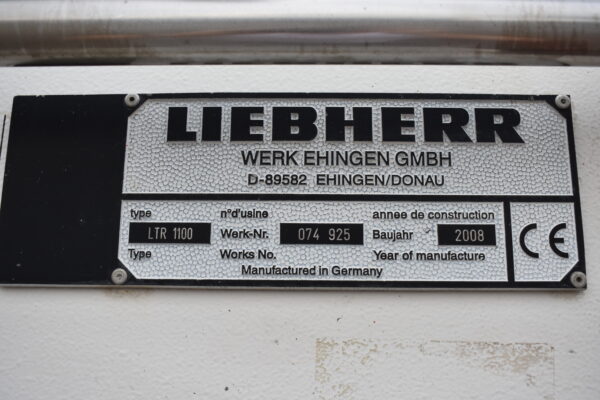 LIEBHERR
WERK EHINGEN GMBH
D-89582 EHINGEN/DONAU
type n°d'usine annee de construction
LTR 1100 Werk-Nr. 074 925 Baujahr 2008
Type Works No. Year of manufacture
Manufactured in Germany
CE